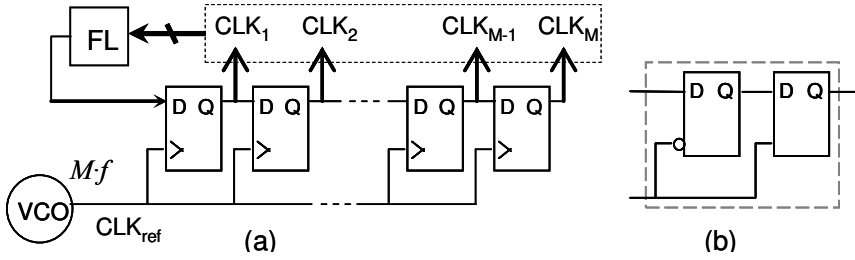 FL
CLK1 CLK2 CLKM-1 CLKM
D Q D Q D Q D Q
D Q D Q
M·f
VCO
CLKref
(a) (b)